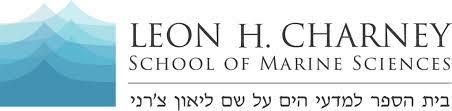 LEON H. CHARNEY
SCHOOL OF MARINE SCIENCES
בית הספר למדעי הים על שם ליאון צ'רני